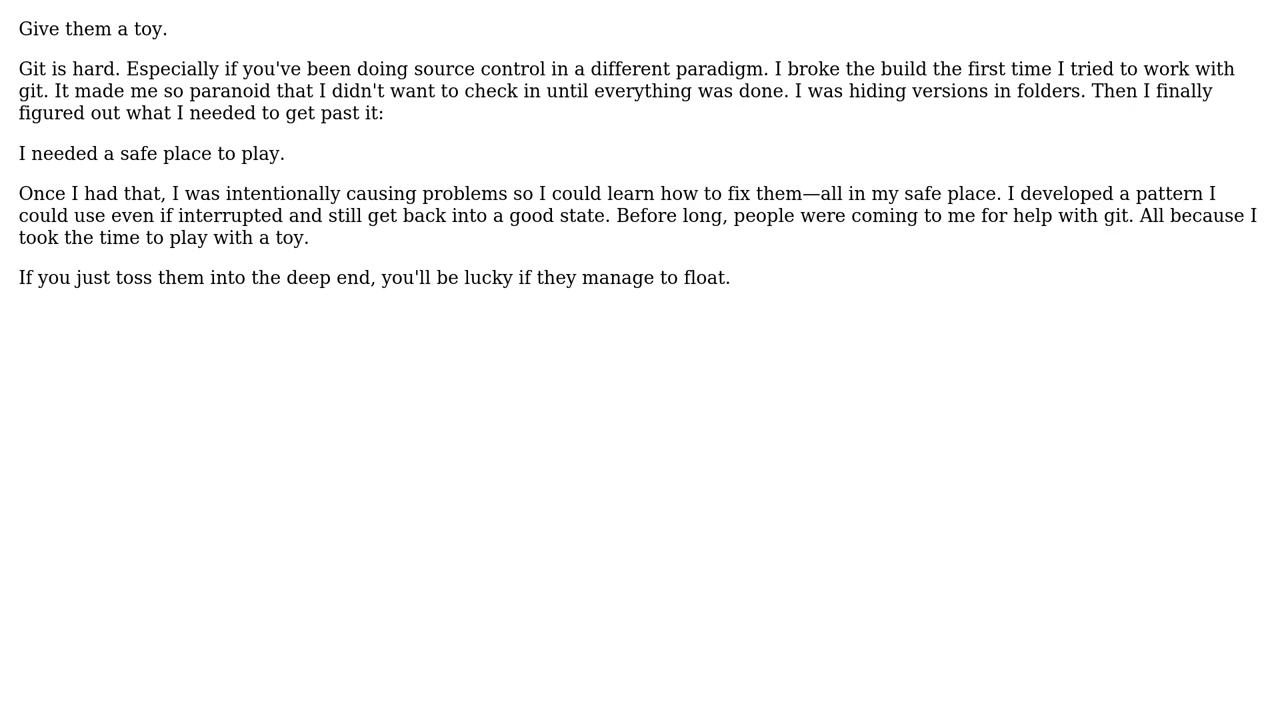 Give them a toy.
Git is hard. Especially if you've been doing source control in a different paradigm. I broke the build the first time I tried to work with
git. It made me so paranoid that I didn't want to check in until everything was done. I was hiding versions in folders. Then I finally
figured out what I needed to get past it:
I needed a safe place to play.
Once I had that, I was intentionally causing problems so I could learn how to fix them—all in my safe place. I developed a pattern I
could use even if interrupted and still get back into a good state. Before long, people were coming to me for help with git. All because I
took the time to play with a toy.
If you just toss them into the deep end, you'll be lucky if they manage to float.